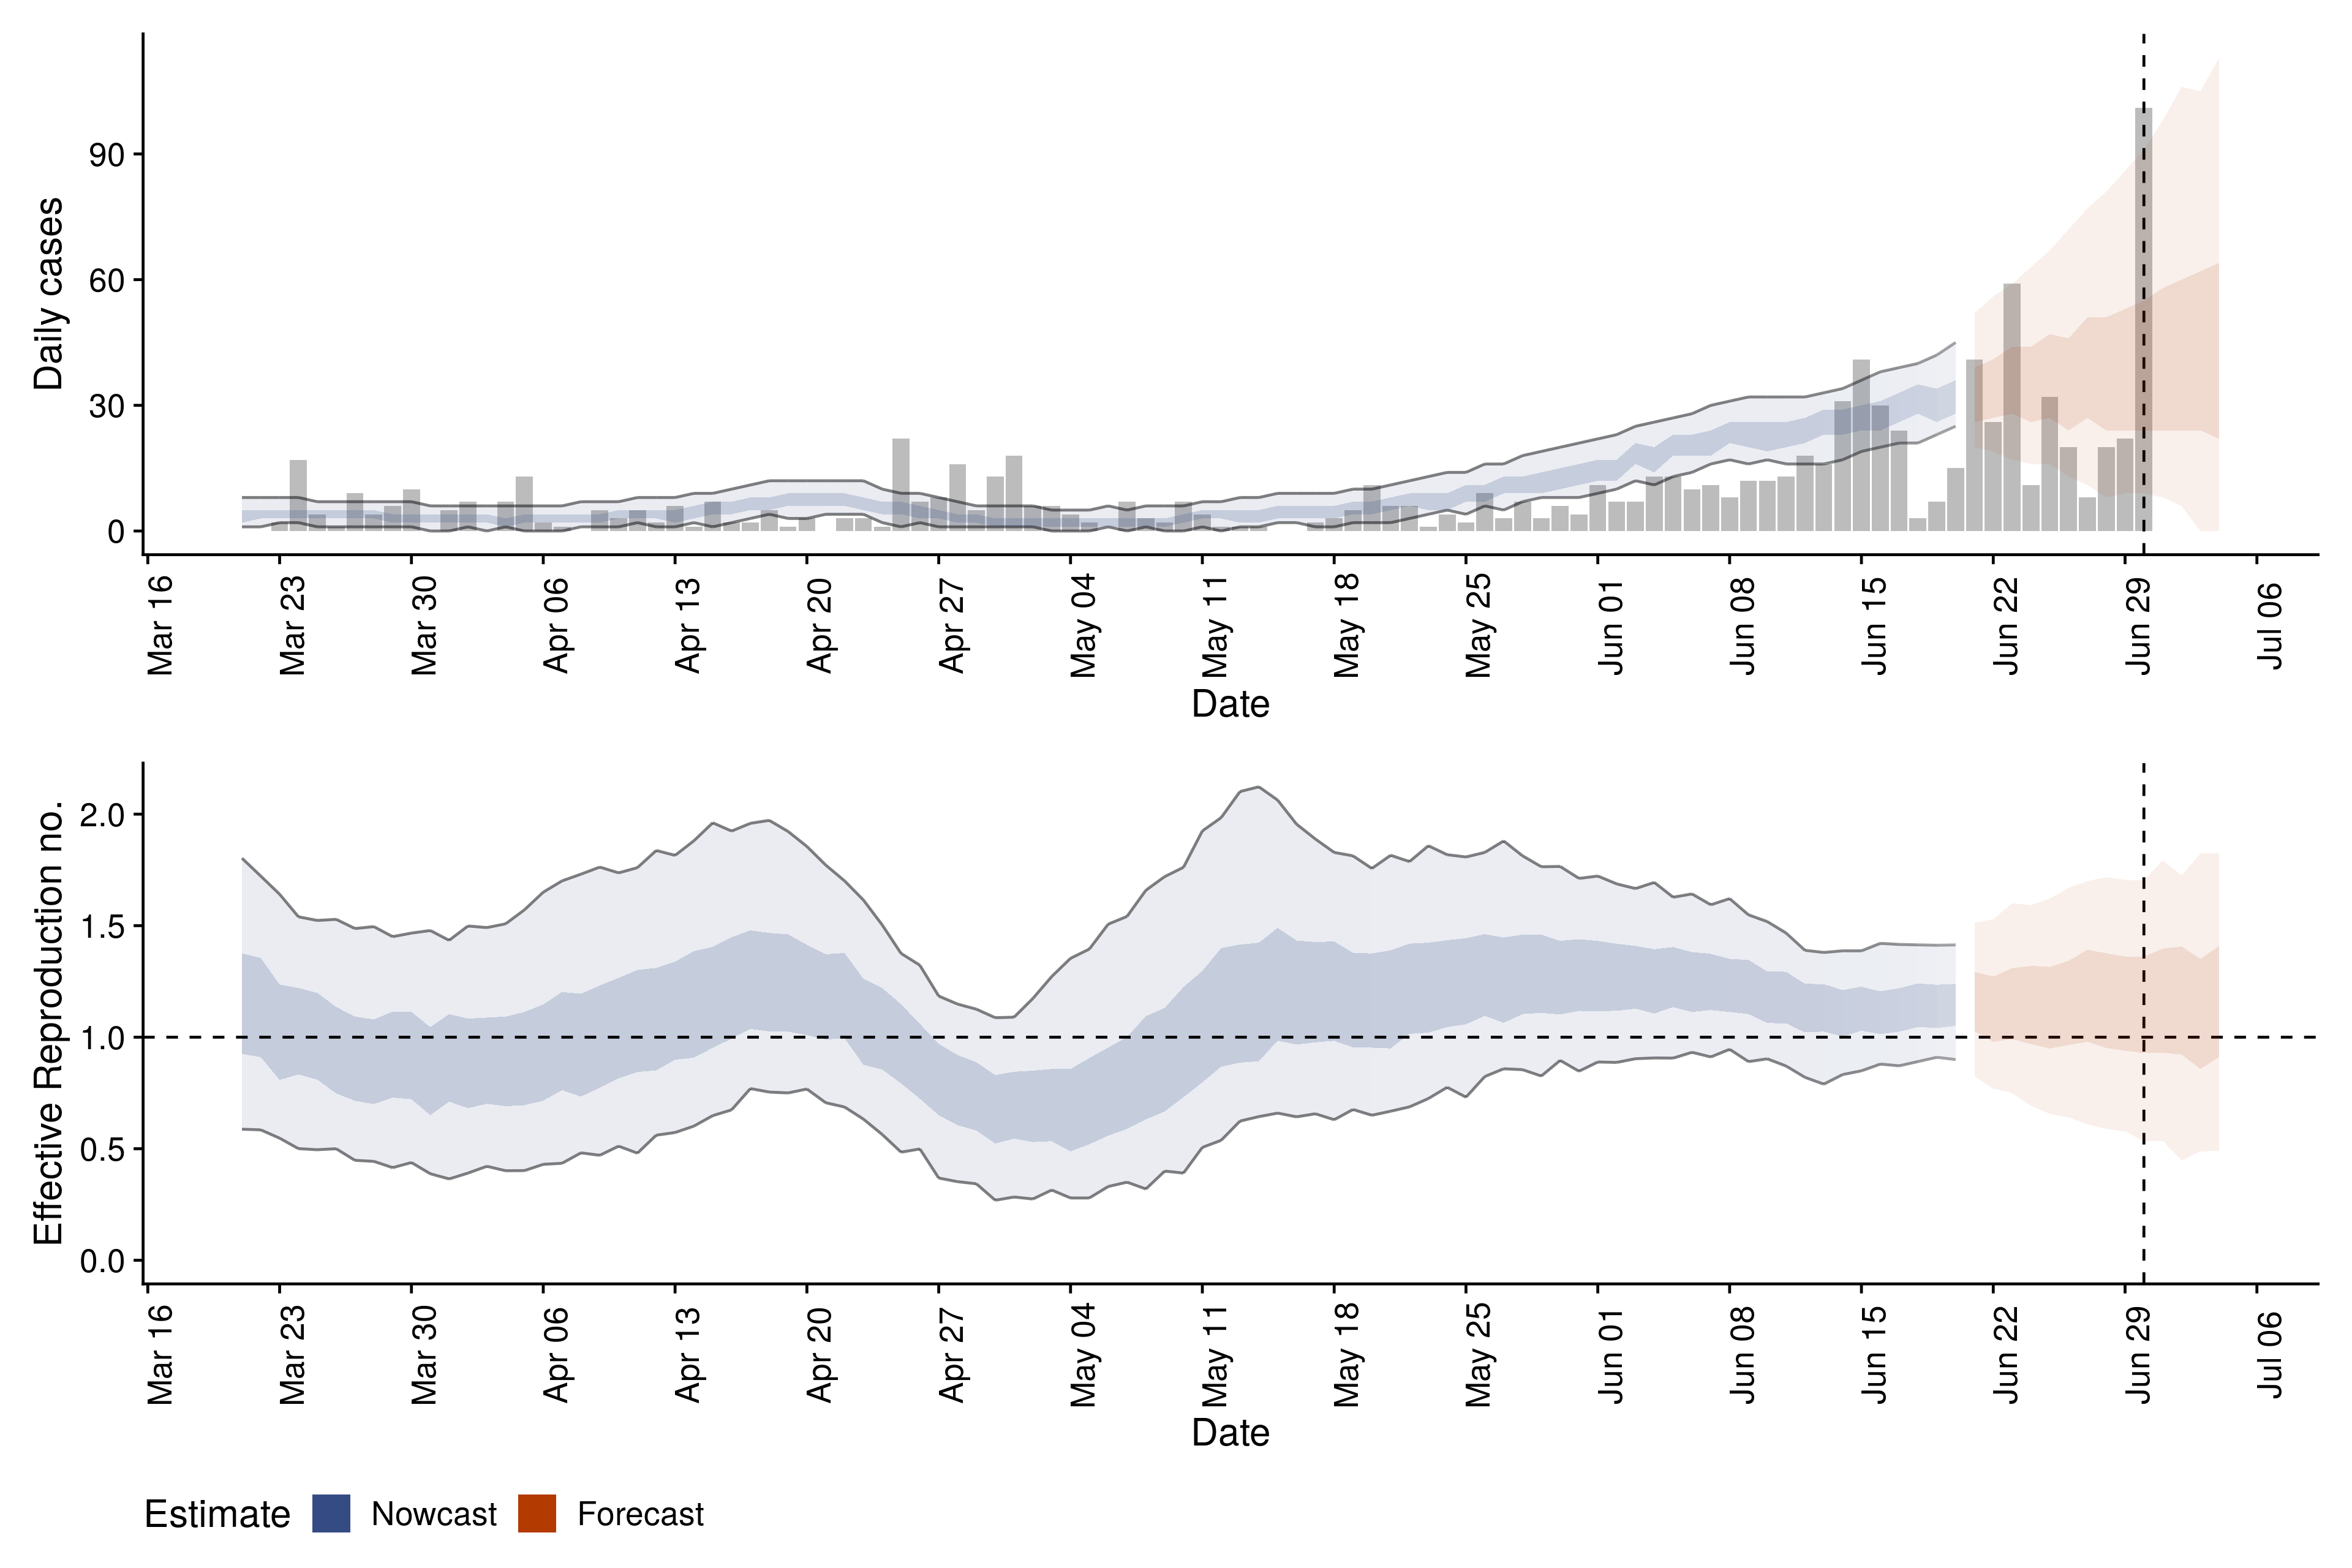 Daily cases
90
60
30
0
Mar 16
Mar 23
Mar 30
Apr 06
Apr 13
Apr 20
Apr 27
May 04
May 11
May 18
May 25
Jun 01
Jun 08
Jun 15
Jun 22
Jun 29
Jul 06
Date
Effective Reproduction no.
2.0
1.5
1.0
0.5
0.0
Mar 16
Mar 23
Mar 30
Apr 06
Apr 13
Apr 20
Apr 27
May 04
May 11
May 18
May 25
Jun 01
Jun 08
Jun 15
Jun 22
Jun 29
Jul 06
Date
Estimate Nowcast Forecast